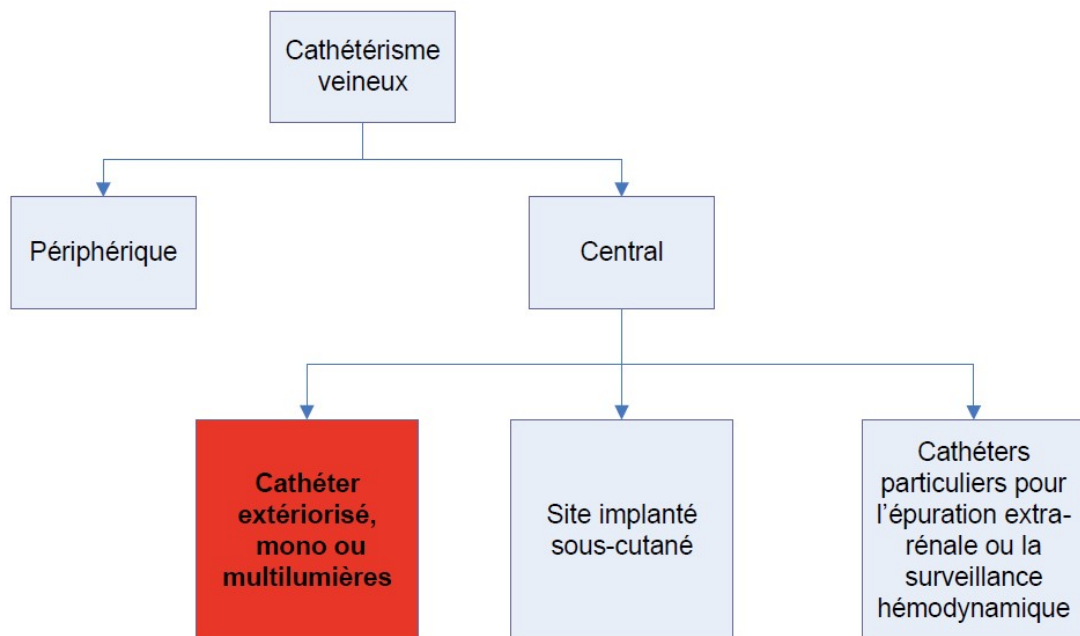 Cathétérisme
veineux
Périphérique
Central
Cathéter
extériorisé,
mono ou
multilumières
Site implanté
sous-cutané
Cathéters
particuliers pour
l'épuration extra-
rénale ou la
surveillance
hémodynamique